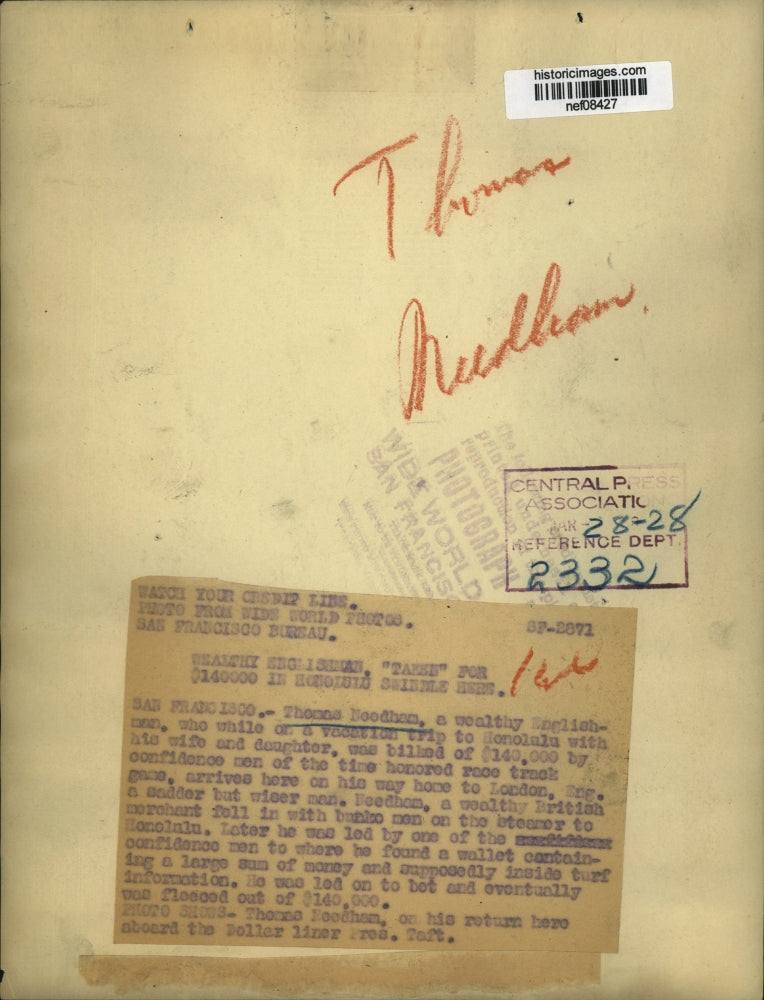 historicimages.com
nef08427
Thomas
Needham.
WIDE WORLD
PHOTOGRAPH
SAN FRANCISCO
CENTRAL PRESS
ASSOCIATION
MAR 28-28
REFERENCE DEPT.
2332
WATCH YOUR CREDIT LINE.
PHOTO FROM WIDE WORLD PHOTOS.
SAN FRANCISCO BUREAU. SF-2671
WEALTHY ENGLISHMAN, "TAKEN" FOR
$140000 IN HONOLULU SWINDLE HERE.
SAN FRANCISCO.- Thomas Needham, a wealthy English-
man, who while on a vacation trip to Honolulu with
his wife and daughter, was bilked of $140,000 by
confidence men of the time honored race track
game, arrives here on his way home to London, Eng.
a sadder but wiser man. Needham, a wealthy British
merchant fell in with bunko men on the steamer to
Honolulu. Later he was led by one of the
confidence men to where he found a wallet contain-
ing a large sum of money and supposedly inside turf
information. He was led on to bet and eventually
was fleeced out of $140,000.
PHOTO SHOWS- Thomas Needham, on his return here
aboard the Dollar liner Pres. Taft.